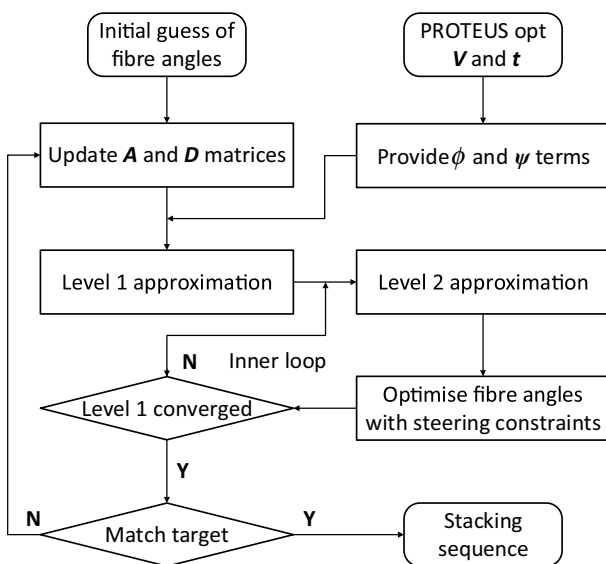 Initial guess of
fibre angles
PROTEUS opt
V and t
Update A and D matrices
Provide ϕ and ψ terms
Level 1 approximation
Level 2 approximation
N
Inner loop
Level 1 converged
Optimise fibre angles
with steering constraints
Y
N
Match target
Y
Stacking
sequence